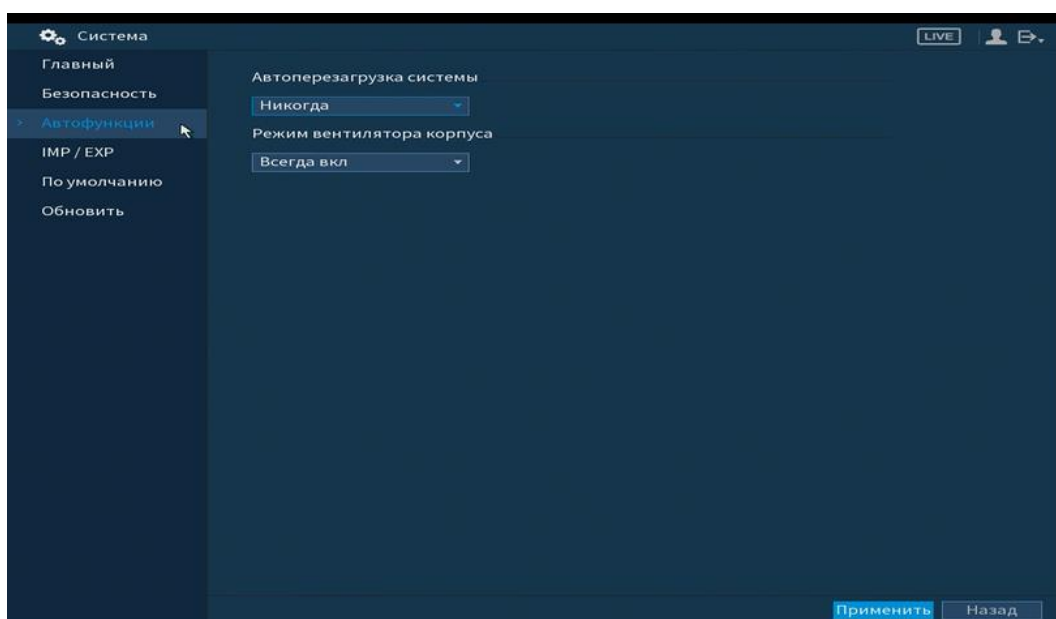 Система
LIVE
Главный
Безопасность
Автофункции
IMP / EXP
По умолчанию
Обновить
Автоперезагрузка системы
Никогда
Режим вентилятора корпуса
Всегда вкл
Применить
Назад